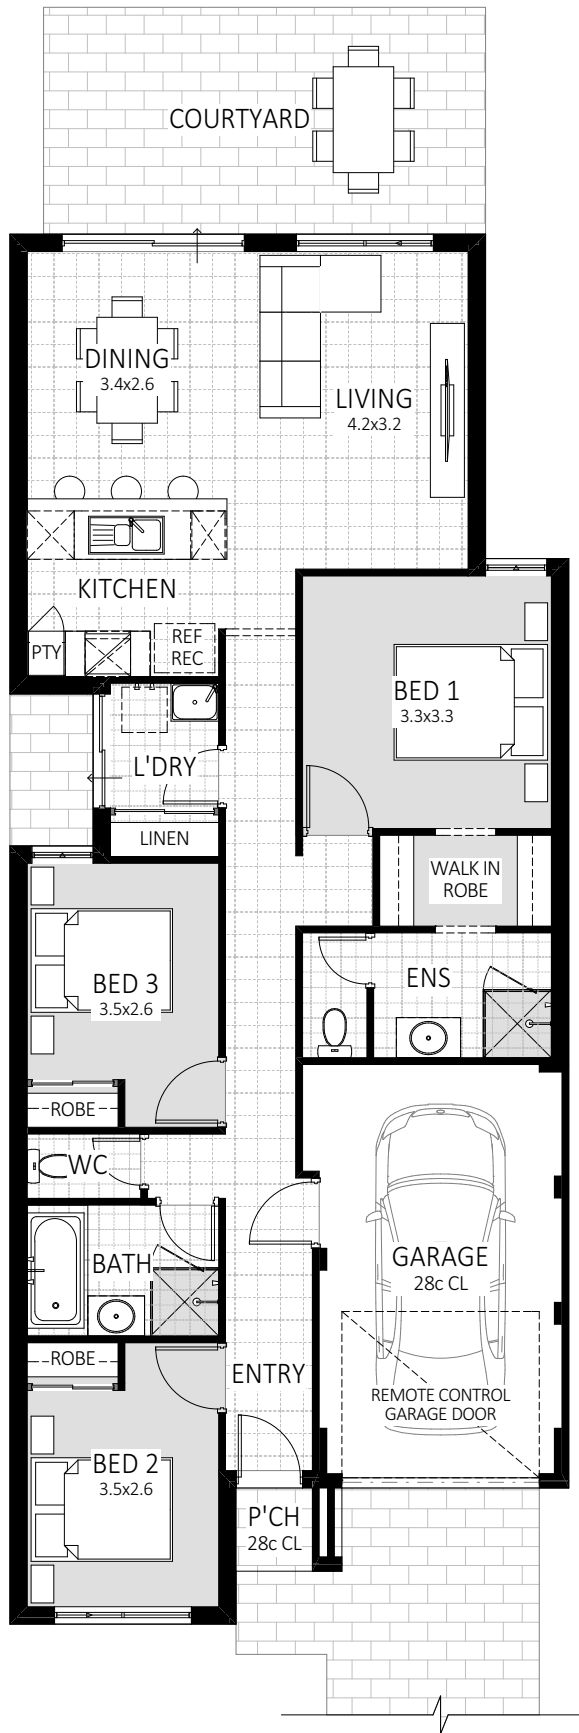 COURTYARD
DINING
3.4x2.6
LIVING
4.2x3.2
KITCHEN
PTY
REF
REC
BED 1
3.3x3.3
L'DRY
LINEN
WALK IN
ROBE
BED 3
3.5x2.6
ENS
ROBE
WC
BATH
GARAGE
28c CL
ROBE
ENTRY
REMOTE CONTROL
GARAGE DOOR
BED 2
3.5x2.6
P'CH
28c CL